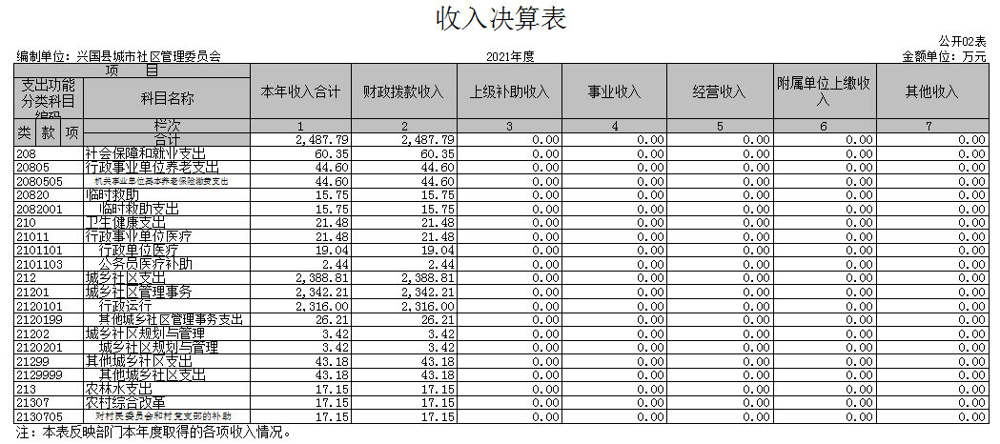 收入决算表
公开02表
编制单位：兴国县城市社区管理委员会 2021年度 金额单位：万元
项 目 本年收入合计 财政拨款收入 上级补助收入 事业收入 经营收入 附属单位上缴收入 其他收入
支出功能分类科目编码 科目名称
类 款 项 栏次 1 2 3 4 5 6 7
合计 2,487.79 2,487.79 0.00 0.00 0.00 0.00 0.00
208 社会保障和就业支出 60.35 60.35 0.00 0.00 0.00 0.00 0.00
20805 行政事业单位养老支出 44.60 44.60 0.00 0.00 0.00 0.00 0.00
2080505 机关事业单位基本养老保险缴费支出 44.60 44.60 0.00 0.00 0.00 0.00 0.00
20820 临时救助 15.75 15.75 0.00 0.00 0.00 0.00 0.00
2082001 临时救助支出 15.75 15.75 0.00 0.00 0.00 0.00 0.00
210 卫生健康支出 21.48 21.48 0.00 0.00 0.00 0.00 0.00
21011 行政事业单位医疗 21.48 21.48 0.00 0.00 0.00 0.00 0.00
2101101 行政单位医疗 19.04 19.04 0.00 0.00 0.00 0.00 0.00
2101103 公务员医疗补助 2.44 2.44 0.00 0.00 0.00 0.00 0.00
212 城乡社区支出 2,388.81 2,388.81 0.00 0.00 0.00 0.00 0.00
21201 城乡社区管理事务 2,342.21 2,342.21 0.00 0.00 0.00 0.00 0.00
2120101 行政运行 2,316.00 2,316.00 0.00 0.00 0.00 0.00 0.00
2120199 其他城乡社区管理事务支出 26.21 26.21 0.00 0.00 0.00 0.00 0.00
21202 城乡社区规划与管理 3.42 3.42 0.00 0.00 0.00 0.00 0.00
2120201 城乡社区规划与管理 3.42 3.42 0.00 0.00 0.00 0.00 0.00
21299 其他城乡社区支出 43.18 43.18 0.00 0.00 0.00 0.00 0.00
2129999 其他城乡社区支出 43.18 43.18 0.00 0.00 0.00 0.00 0.00
213 农林水支出 17.15 17.15 0.00 0.00 0.00 0.00 0.00
21307 农村综合改革 17.15 17.15 0.00 0.00 0.00 0.00 0.00
2130705 对村民委员会和村党支部的补助 17.15 17.15 0.00 0.00 0.00 0.00 0.00
注：本表反映部门本年度取得的各项收入情况。